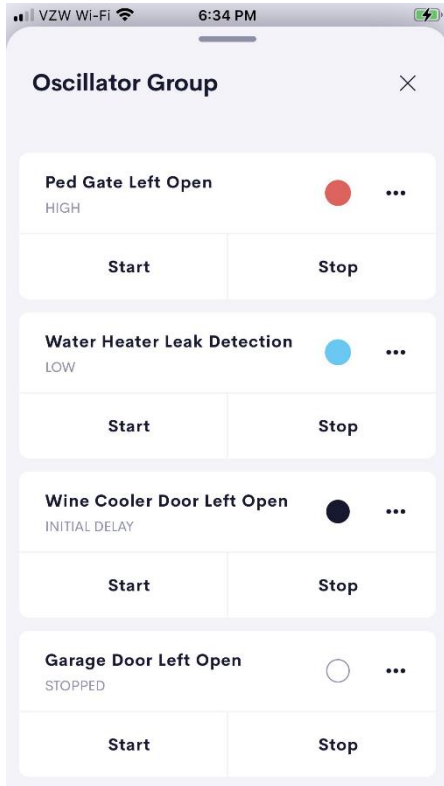 VZW Wi-Fi 6:34 PM
Oscillator Group
Ped Gate Left Open
HIGH
Start Stop
Water Heater Leak Detection
LOW
Start Stop
Wine Cooler Door Left Open
INITIAL DELAY
Start Stop
Garage Door Left Open
STOPPED
Start Stop